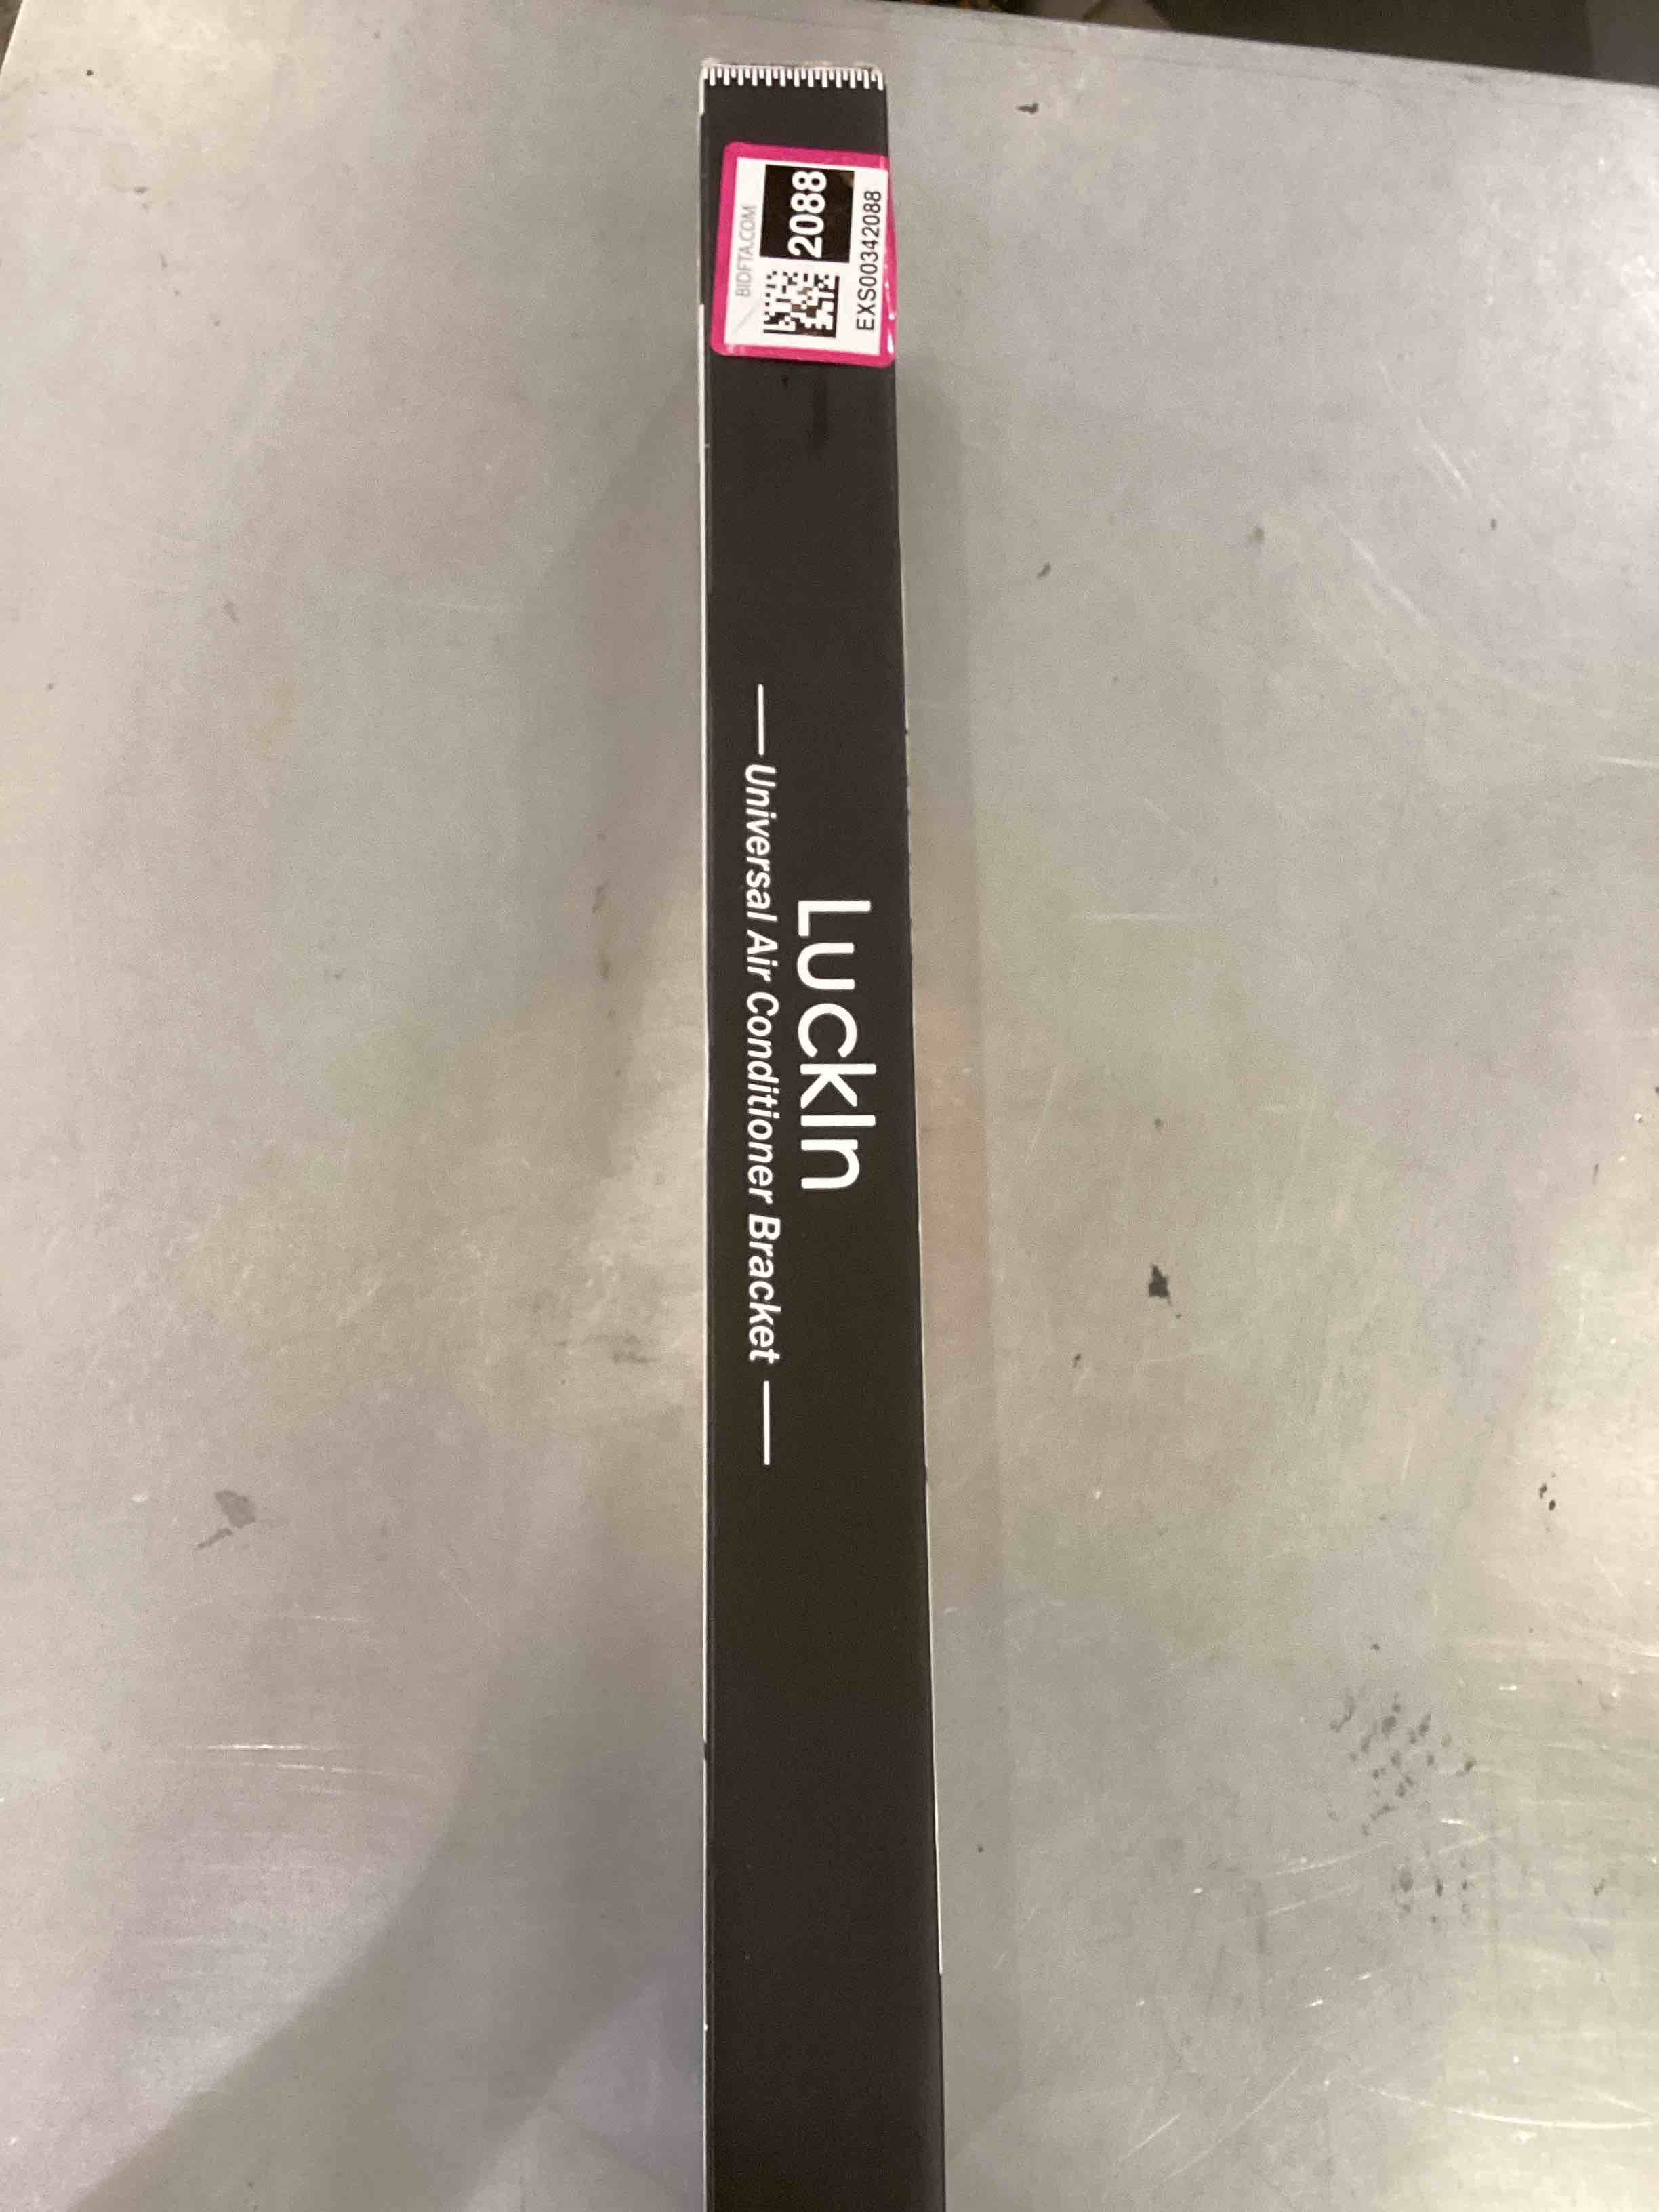 BIDFTA.COM
2088
EXS00342088
LuckIn
Universal Air Conditioner Bracket